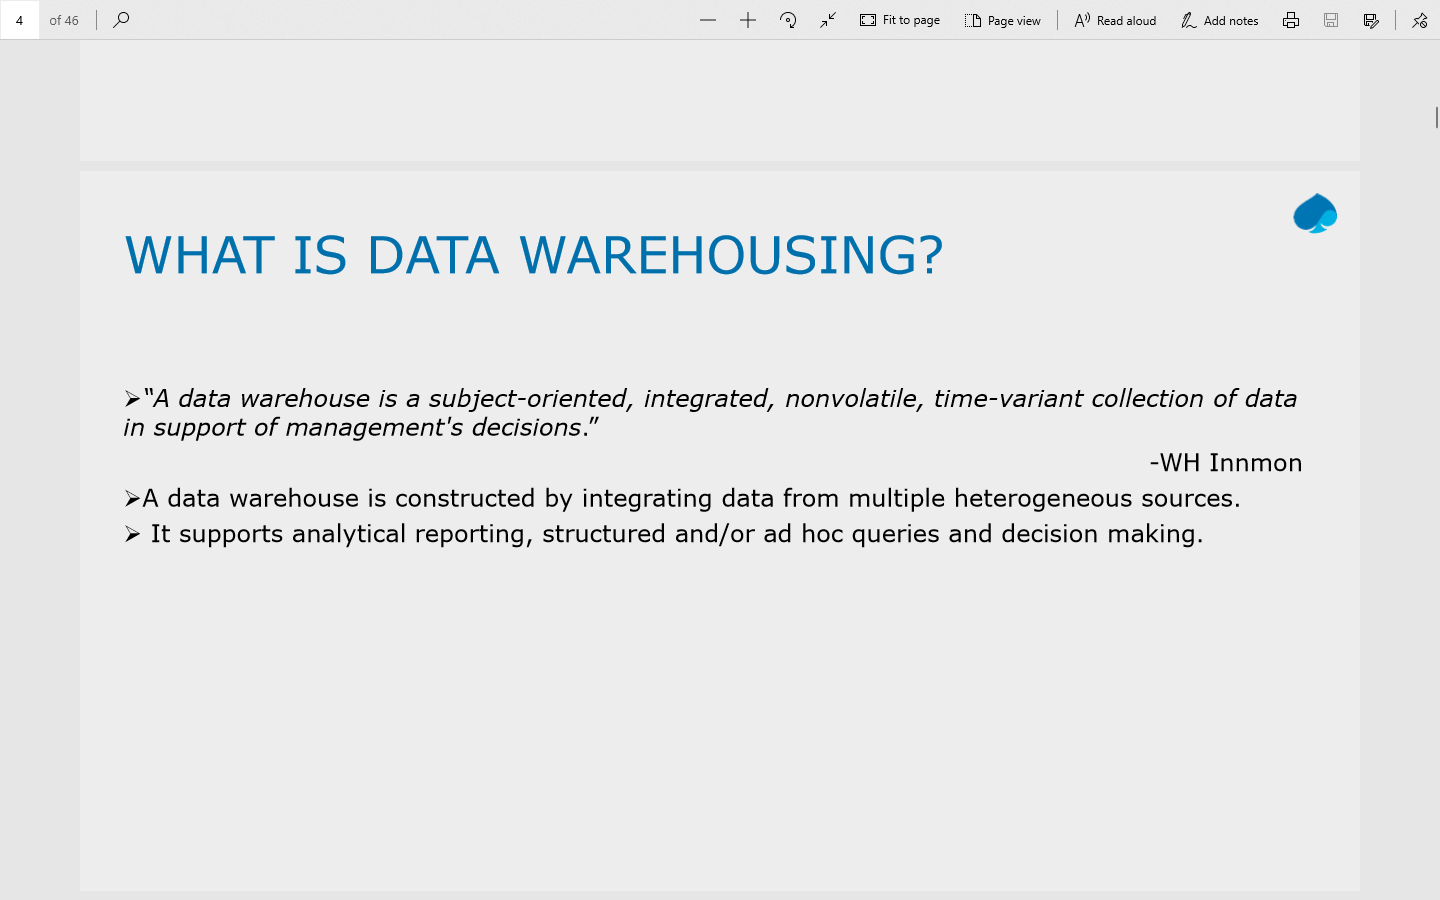 4 of 46 Fit to page Page view Read aloud Add notes
WHAT IS DATA WAREHOUSING?
➢“A data warehouse is a subject-oriented, integrated, nonvolatile, time-variant collection of data
in support of management's decisions.”
-WH Innmon
➢A data warehouse is constructed by integrating data from multiple heterogeneous sources.
➢ It supports analytical reporting, structured and/or ad hoc queries and decision making.